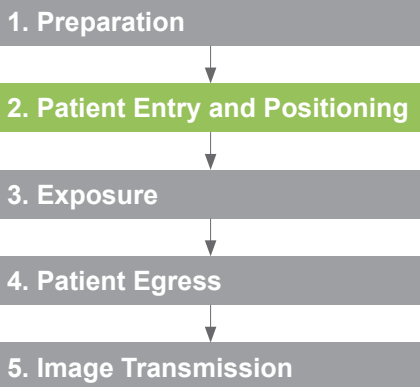 1. Preparation
2. Patient Entry and Positioning
3. Exposure
4. Patient Egress
5. Image Transmission